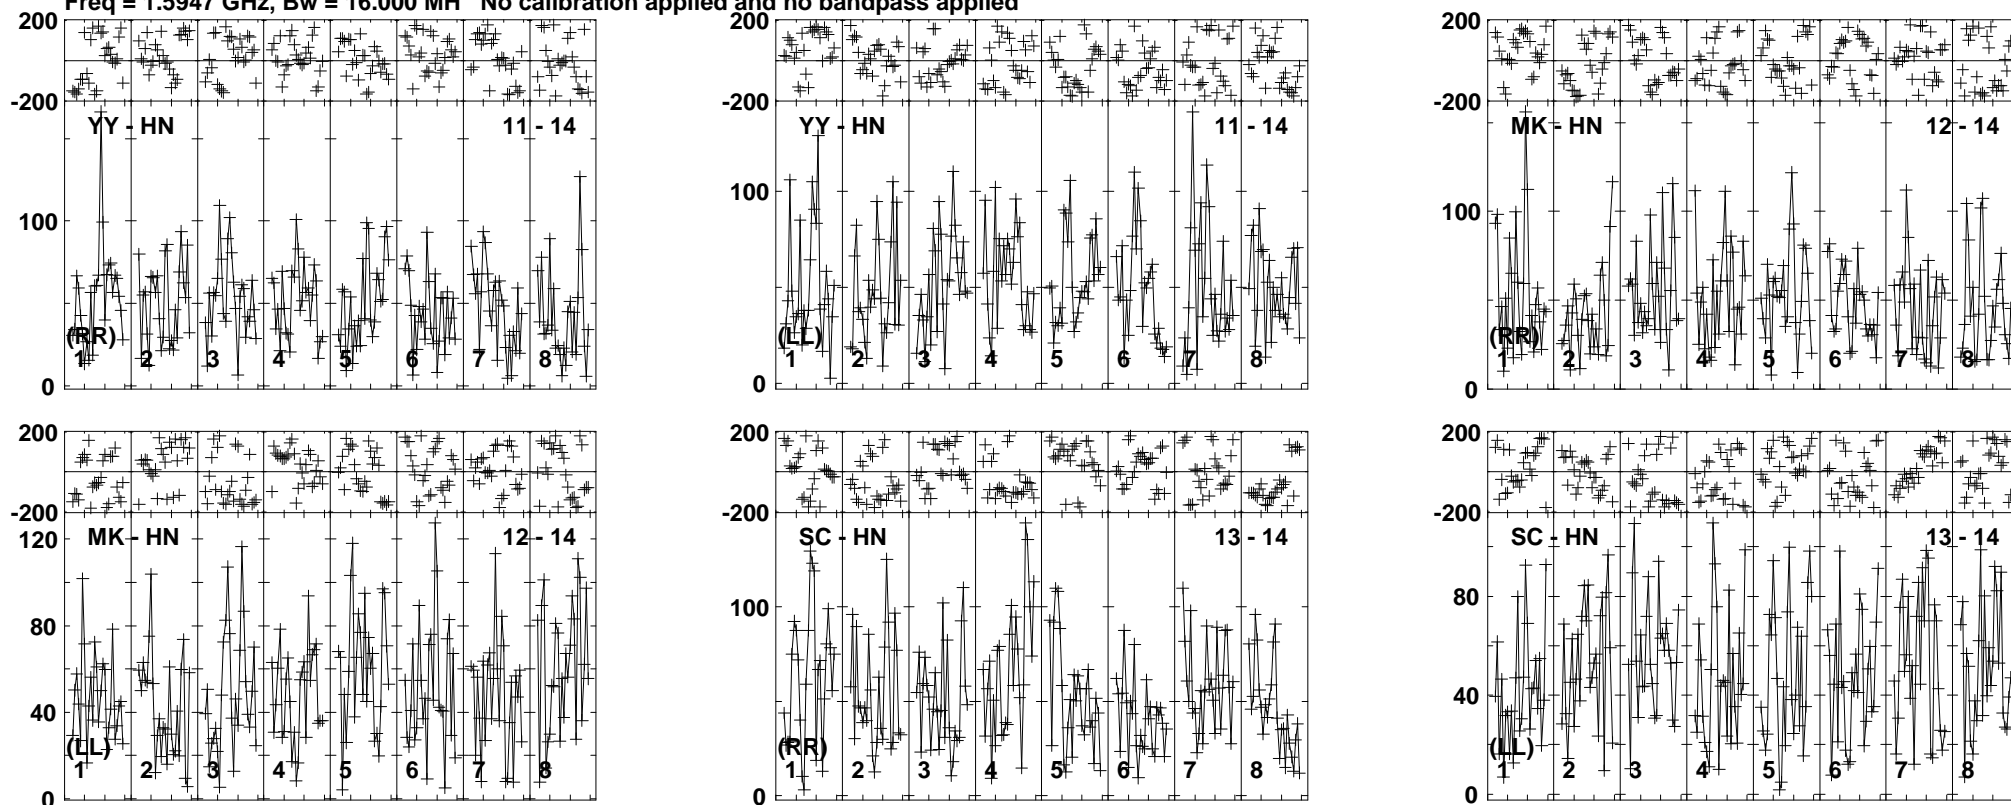 Freq = 1.5947 GHz, Bw = 16.000 MH No calibration applied and no bandpass applied
200
-200
YY - HN 11 - 14
100
(RR)
1 2 3 4 5 6 7 8
0
200
-200
YY - HN 11 - 14
100
(LL)
1 2 3 4 5 6 7 8
0
200
-200
MK - HN 12 - 14
100
(RR)
1 2 3 4 5 6 7 8
0
200
-200
120
MK - HN 12 - 14
80
40
(LL)
1 2 3 4 5 6 7 8
0
200
-200
SC - HN 13 - 14
100
(RR)
1 2 3 4 5 6 7 8
0
200
-200
SC - HN 13 - 14
80
40
(LL)
1 2 3 4 5 6 7 8
0